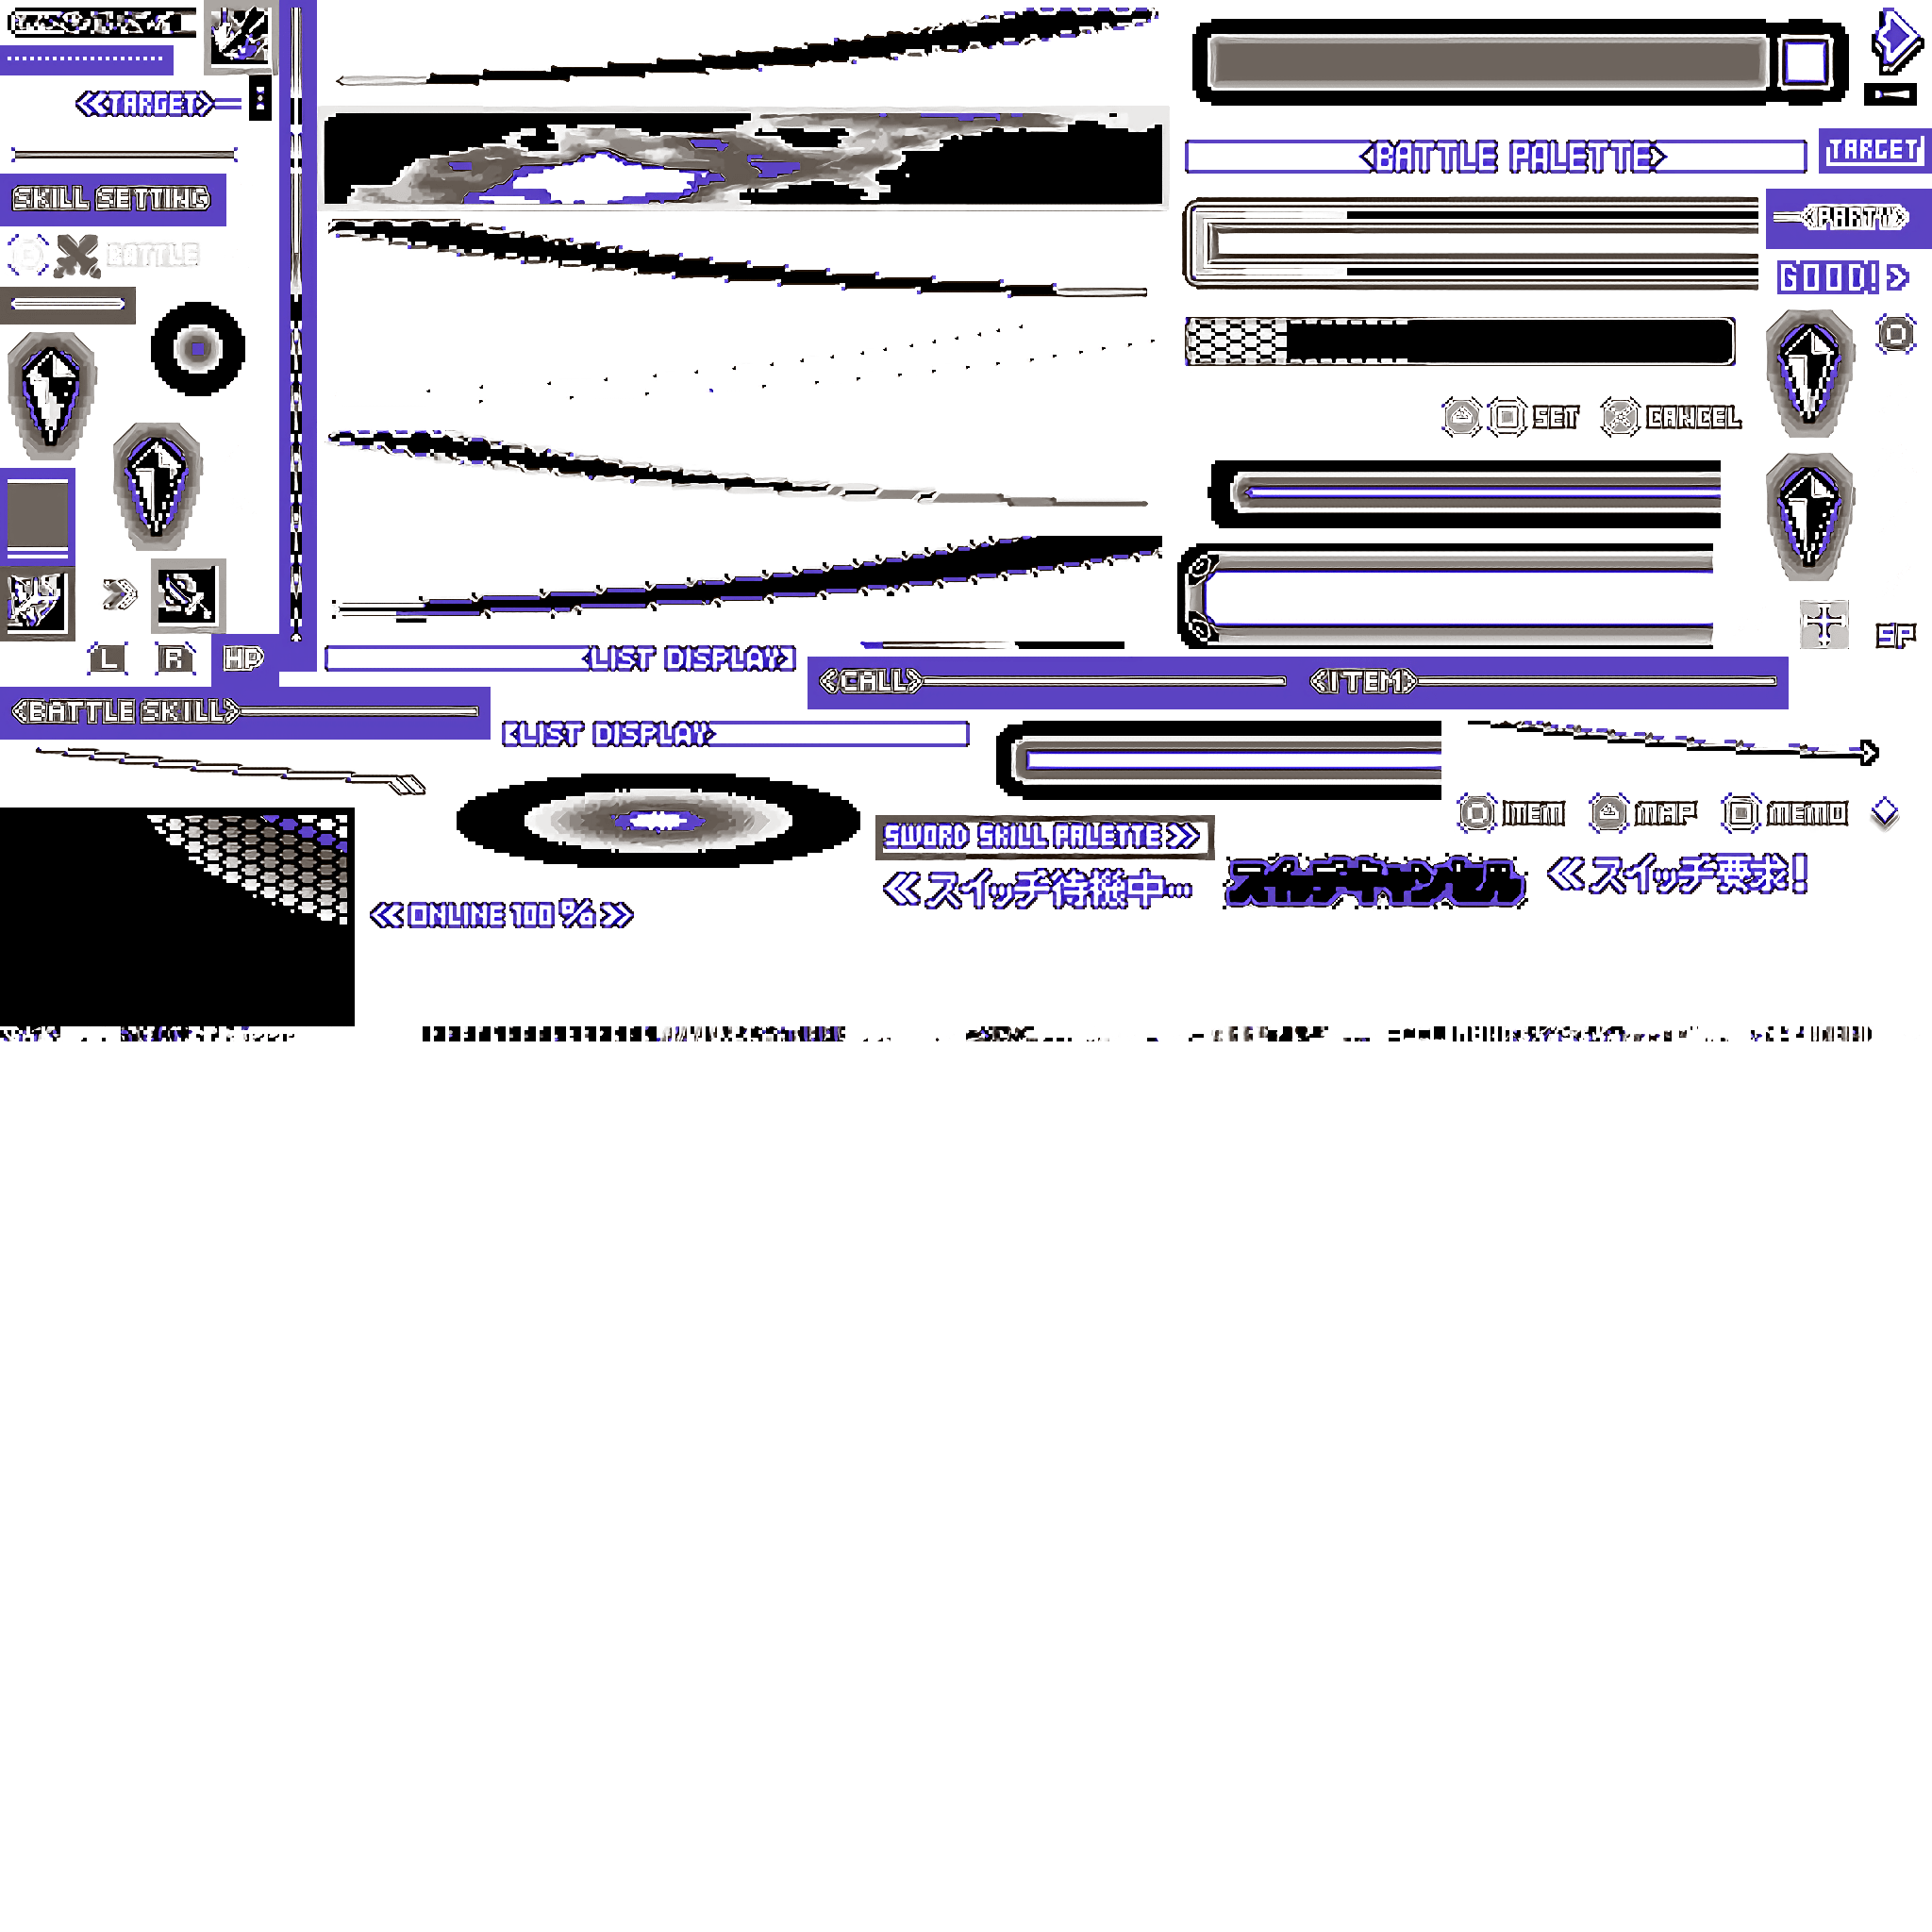 <<TARGET>
<BATTLE PALETTE>
TARGET
SKILL SETTING
<PARTY>
BATTLE
GOOD! >
SET
CANCEL
L
R
HP
<LIST DISPLAY>
SP
<CALL>
<ITEM>
<BATTLE SKILL>
<LIST DISPLAY>
ITEM
MAP
MEMO
SWORD SKILL PALETTE >>
≪スイッチ待機中…
スイッチキャンセル
≪スイッチ要求!
<<ONLINE 100 %>>